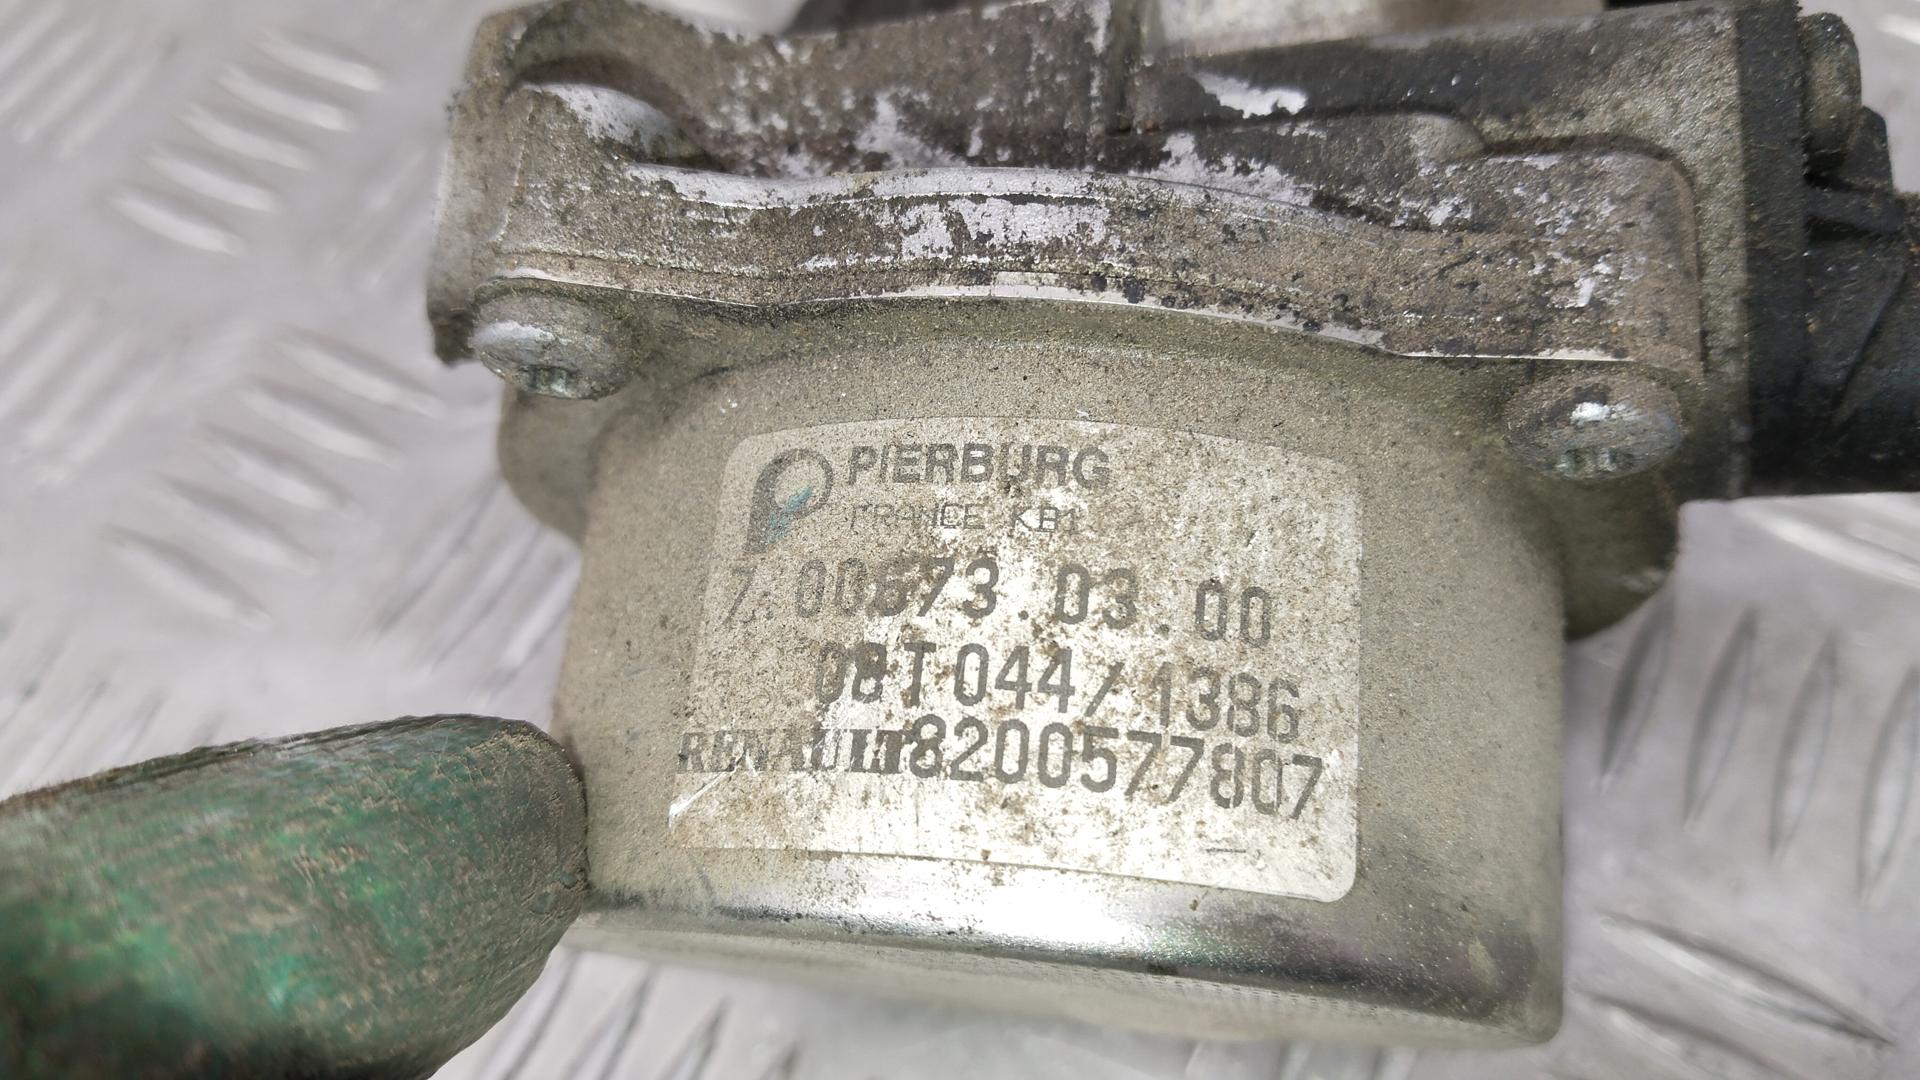 PIERBURG
FRANCE KB1
7.00673.03.00
08T044/1386
RENAULT 8200577807